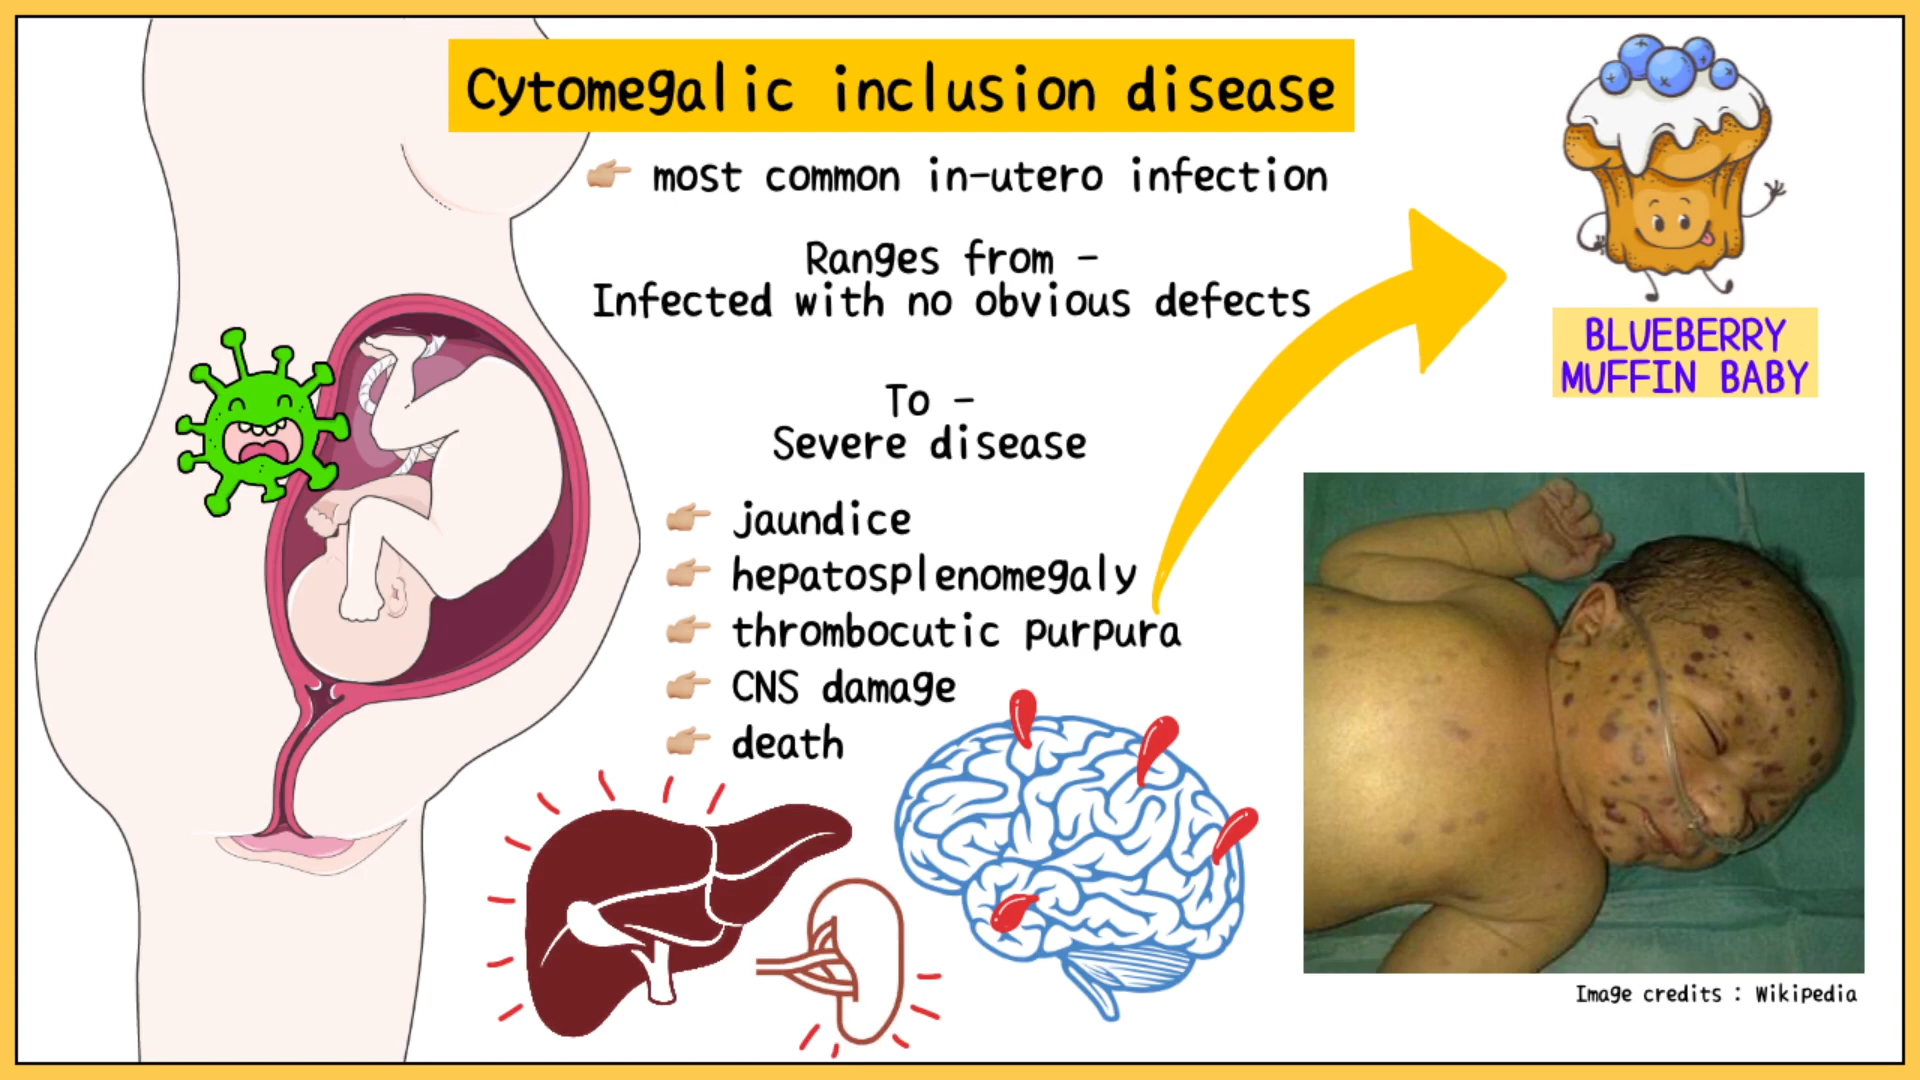 Cytomegalic inclusion disease
most common in-utero infection
Ranges from -
Infected with no obvious defects
To -
Severe disease
jaundice
hepatosplenomegaly
thrombocutic purpura
CNS damage
death
BLUEBERRY
MUFFIN BABY
Image credits : Wikipedia